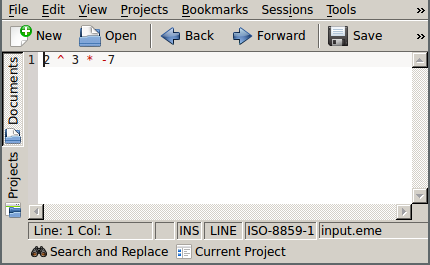 File Edit View Projects Bookmarks Sessions Tools »
New Open Back Forward Save »
Documents
Projects
1 2 ^ 3 * -7
Line: 1 Col: 1 INS LINE ISO-8859-1 input.eme
Search and Replace Current Project